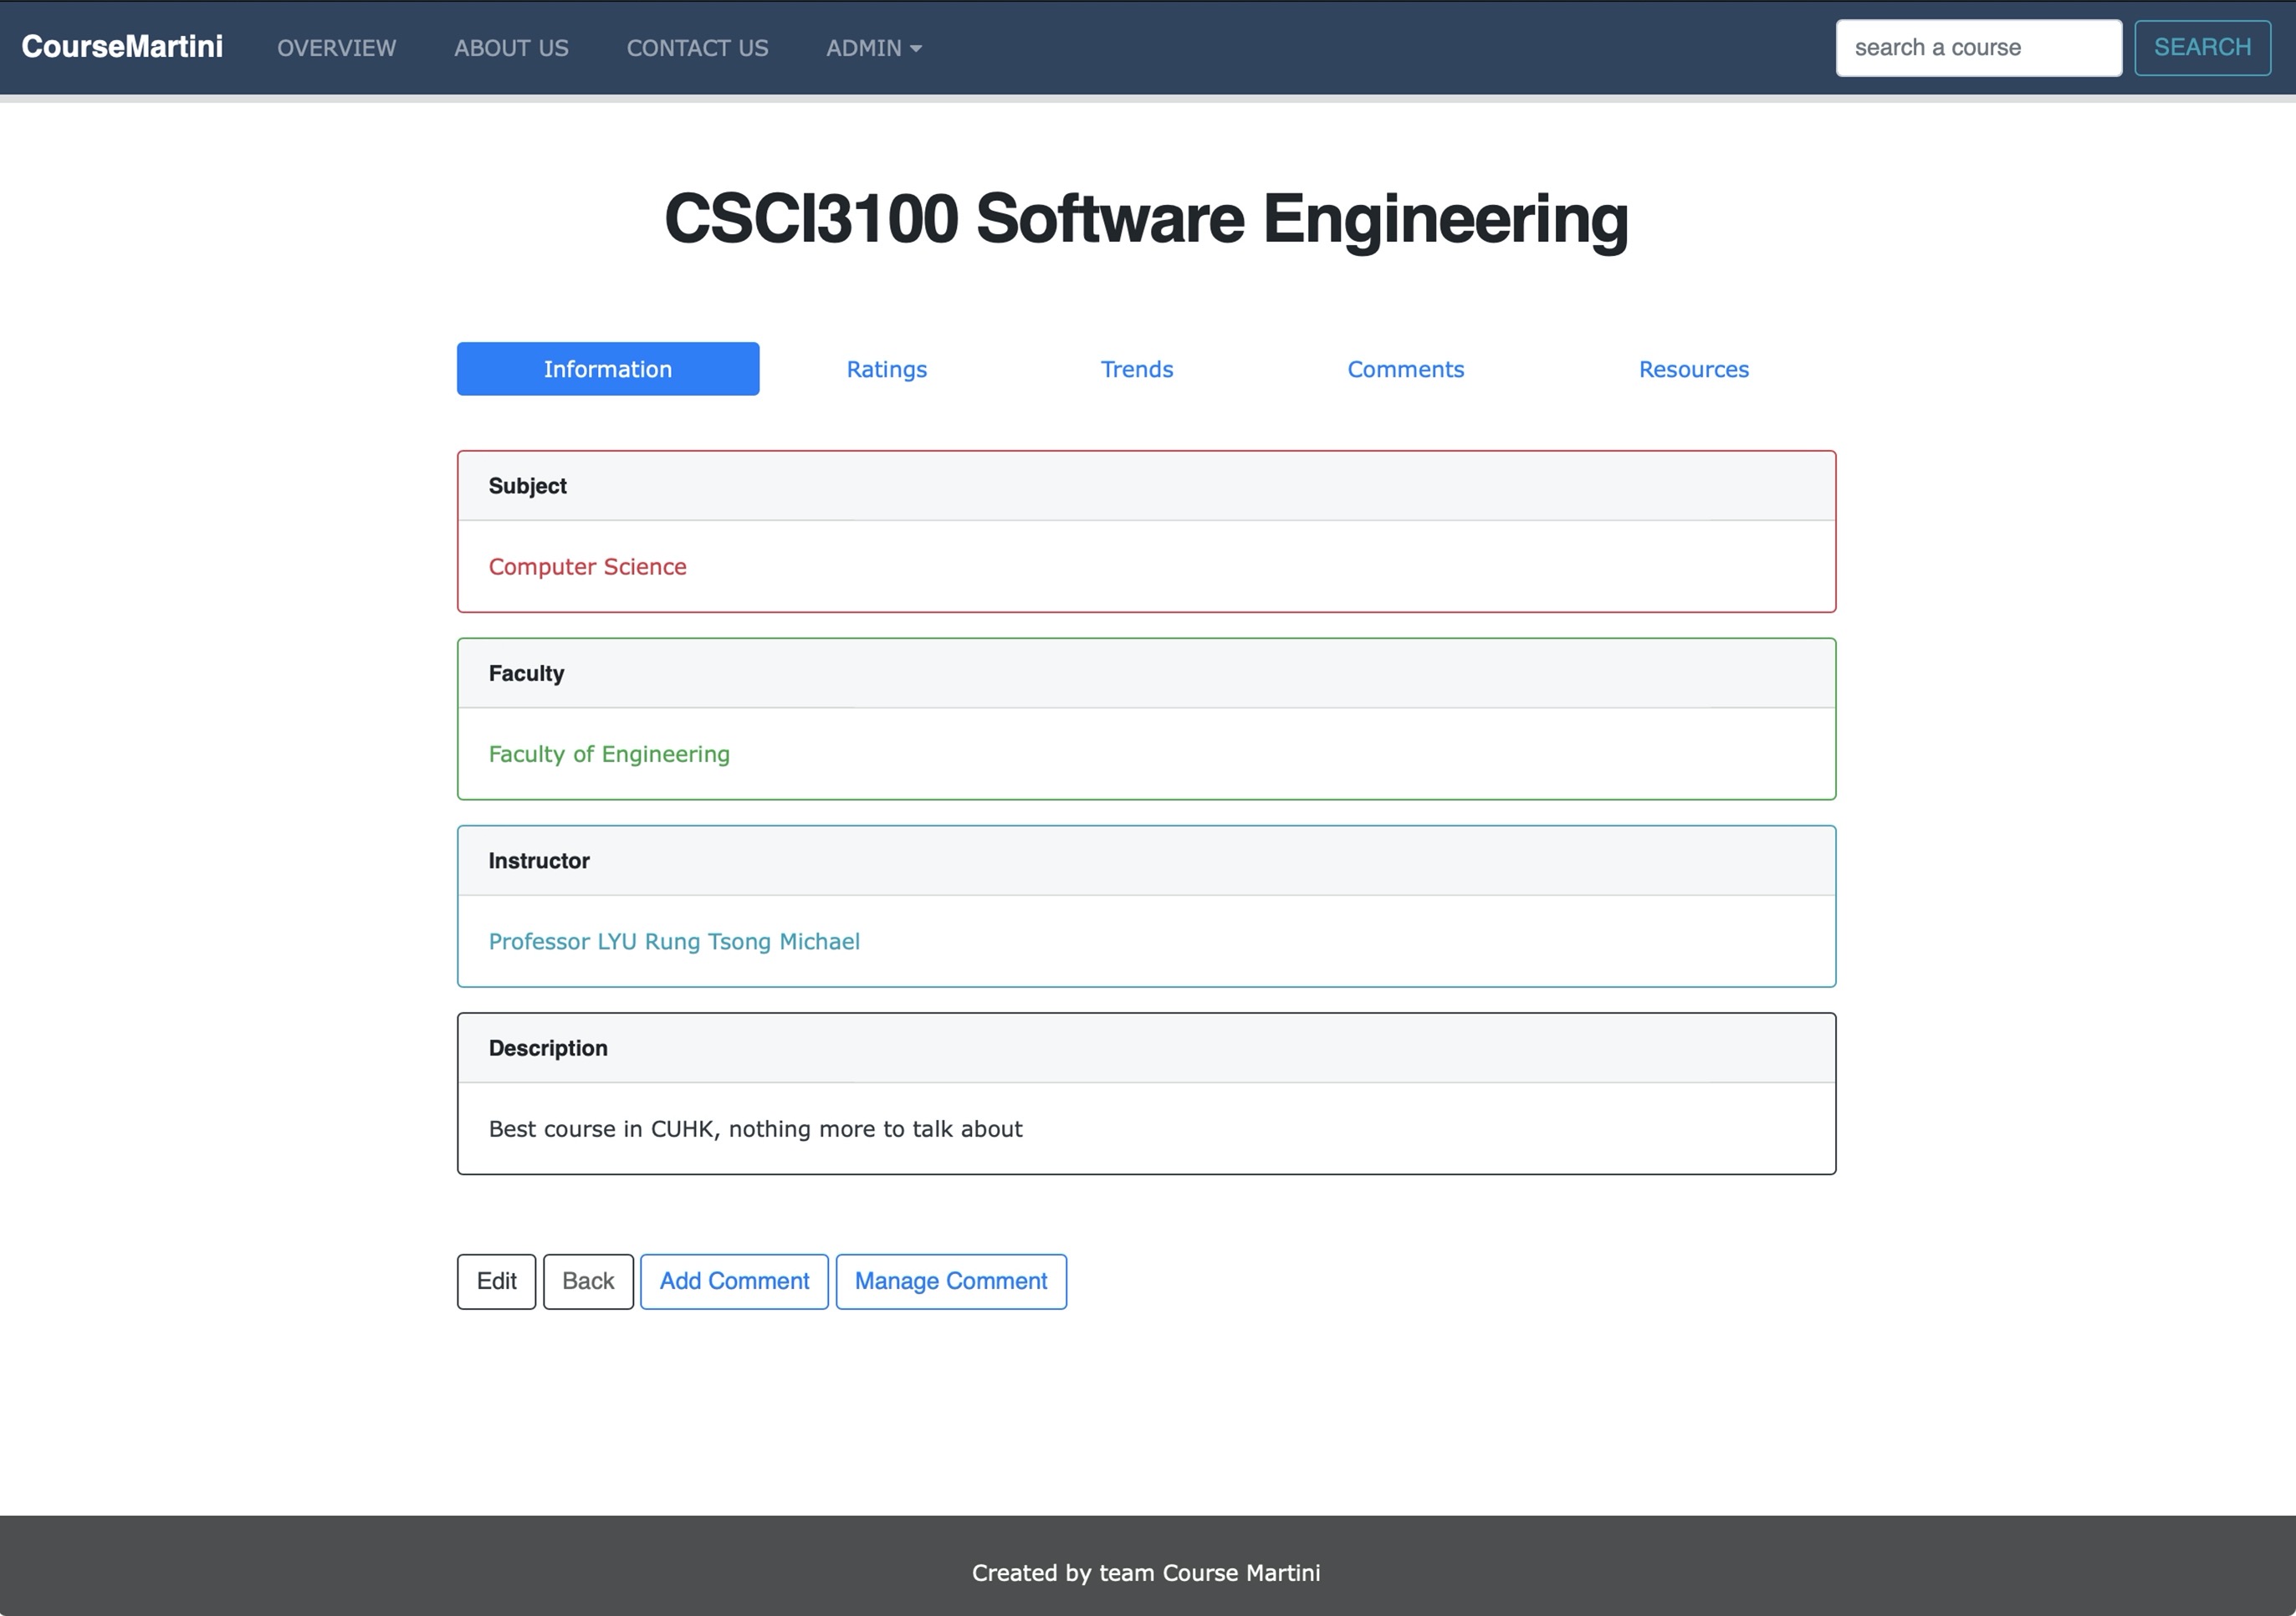 CourseMartini OVERVIEW ABOUT US CONTACT US ADMIN search a course SEARCH
CSCI3100 Software Engineering
Information Ratings Trends Comments Resources
Subject
Computer Science
Faculty
Faculty of Engineering
Instructor
Professor LYU Rung Tsong Michael
Description
Best course in CUHK, nothing more to talk about
Edit Back Add Comment Manage Comment
Created by team Course Martini